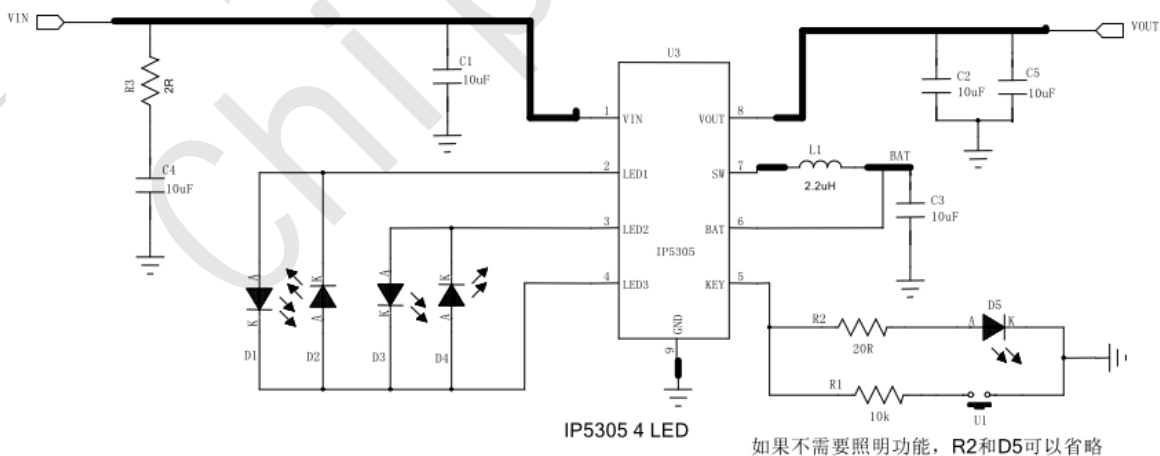 VIN
VOUT
R3
2R
C4
10uF
C1
10uF
U3
C2
10uF
C5
10uF
1
VIN
VOUT
8
2
LED1
SW
7
L1
2.2uH
BAT
C3
10uF
3
LED2
BAT
6
IP5305
4
LED3
KEY
5
GND
9
A
K
D1
K
A
D2
A
K
D3
K
A
D4
R2
20R
A
D5
K
R1
10k
U1
IP5305 4 LED
如果不需要照明功能，R2和D5可以省略
Chip